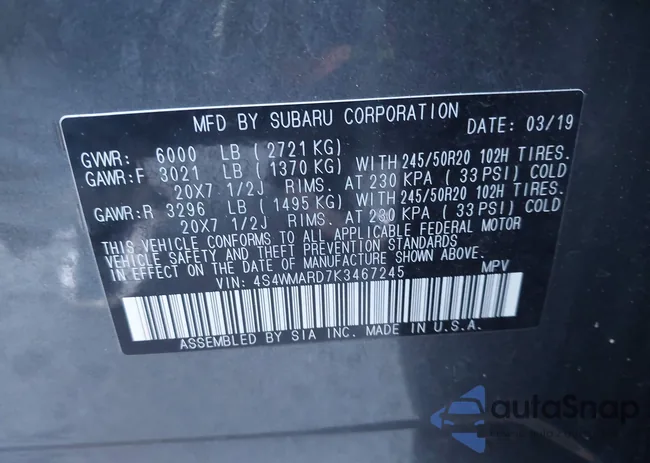 MFD BY SUBARU CORPORATION DATE: 03/19
GVWR: 6000 LB (2721 KG)
GAWR:F 3021 LB (1370 KG) WITH 245/50R20 102H TIRES.
20X7 1/2J RIMS. AT 230 KPA (33 PSI) COLD
GAWR:R 3296 LB (1495 KG) WITH 245/50R20 102H TIRES.
20X7 1/2J RIMS. AT 230 KPA (33 PSI) COLD
THIS VEHICLE CONFORMS TO ALL APPLICABLE FEDERAL MOTOR
VEHICLE SAFETY AND THEFT PREVENTION STANDARDS
IN EFFECT ON THE DATE OF MANUFACTURE SHOWN ABOVE.
VIN: 4S4WMARD7K3467245 MPV
ASSEMBLED BY SIA INC. MADE IN U.S.A.
autoSnap